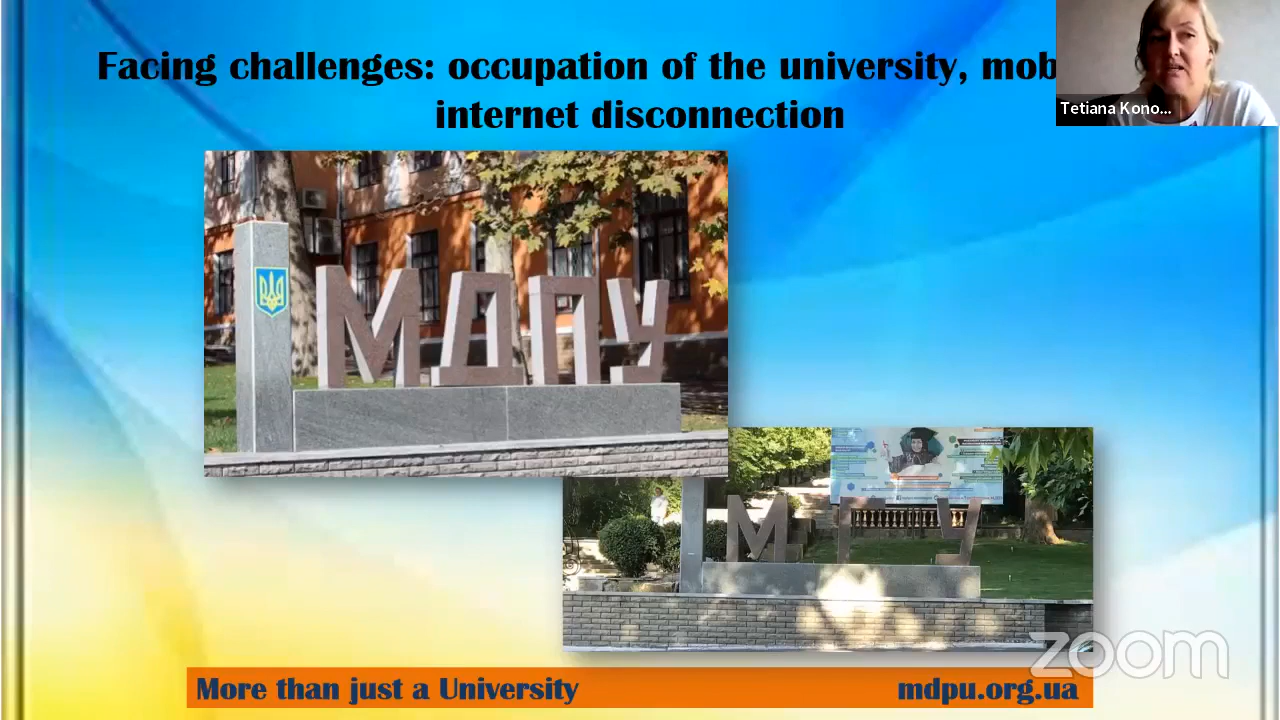 Facing challenges: occupation of the university, mob
internet disconnection
Tetiana Kono...
МДПУ
М Г У
zoom
More than just a University
mdpu.org.ua